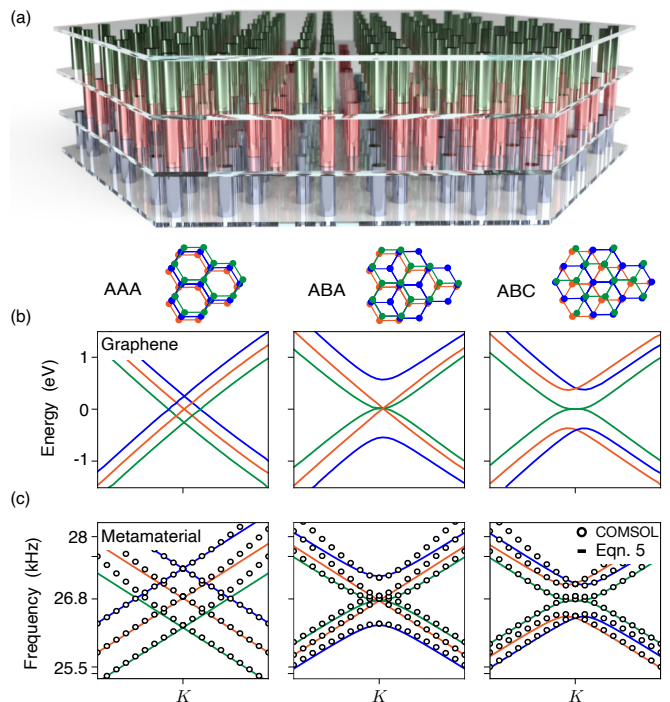 (a)
AAA
ABA
ABC
(b)
Graphene
Energy (eV)
1
0
-1
(c)
Metamaterial
COMSOL
Eqn. 5
Frequency (kHz)
28
26.8
25.5
K
K
K